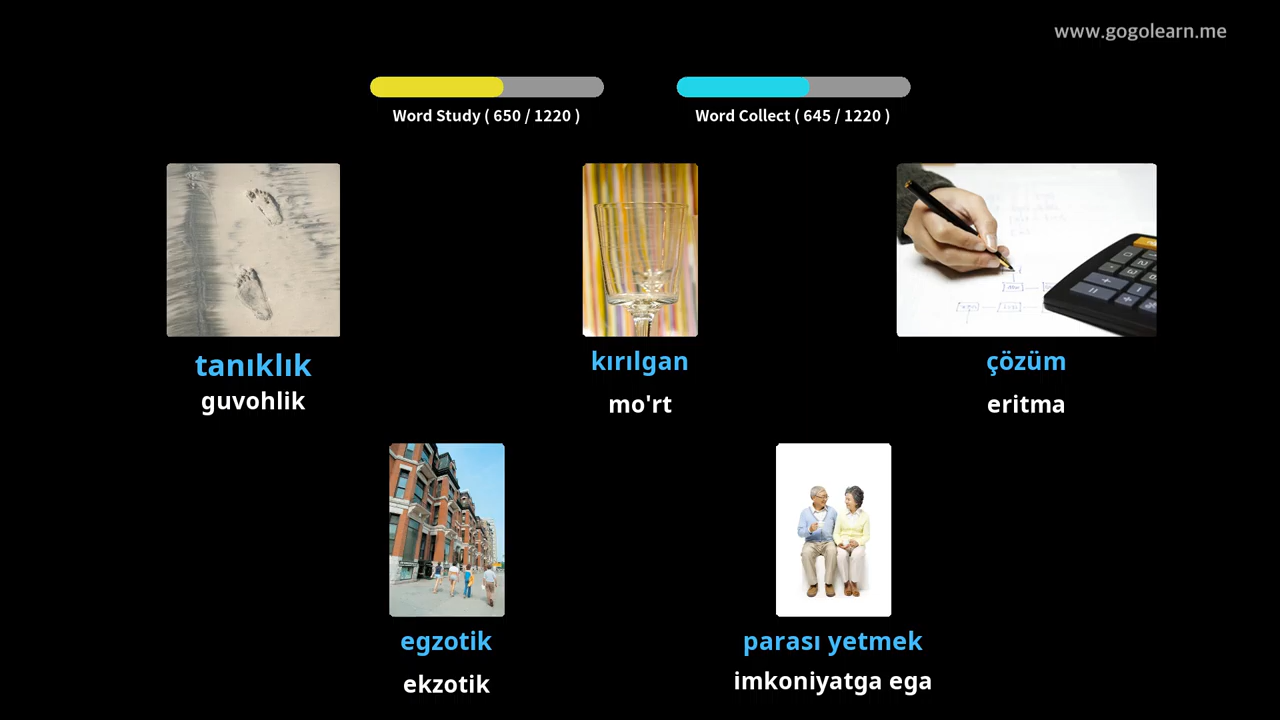 www.gogolearn.me
Word Study ( 650 / 1220 )
Word Collect ( 645 / 1220 )
tanıklık
guvohlik
kırılgan
mo'rt
çözüm
eritma
egzotik
ekzotik
parası yetmek
imkoniyatga ega